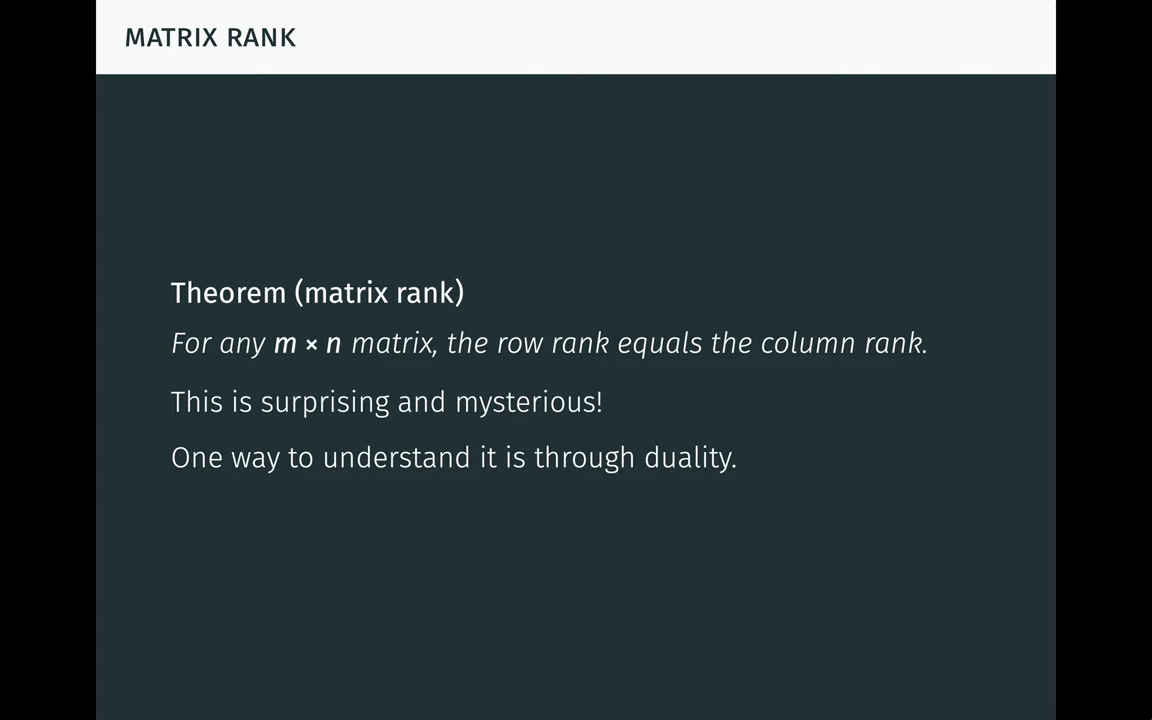 MATRIX RANK
Theorem (matrix rank)
For any m × n matrix, the row rank equals the column rank.
This is surprising and mysterious!
One way to understand it is through duality.